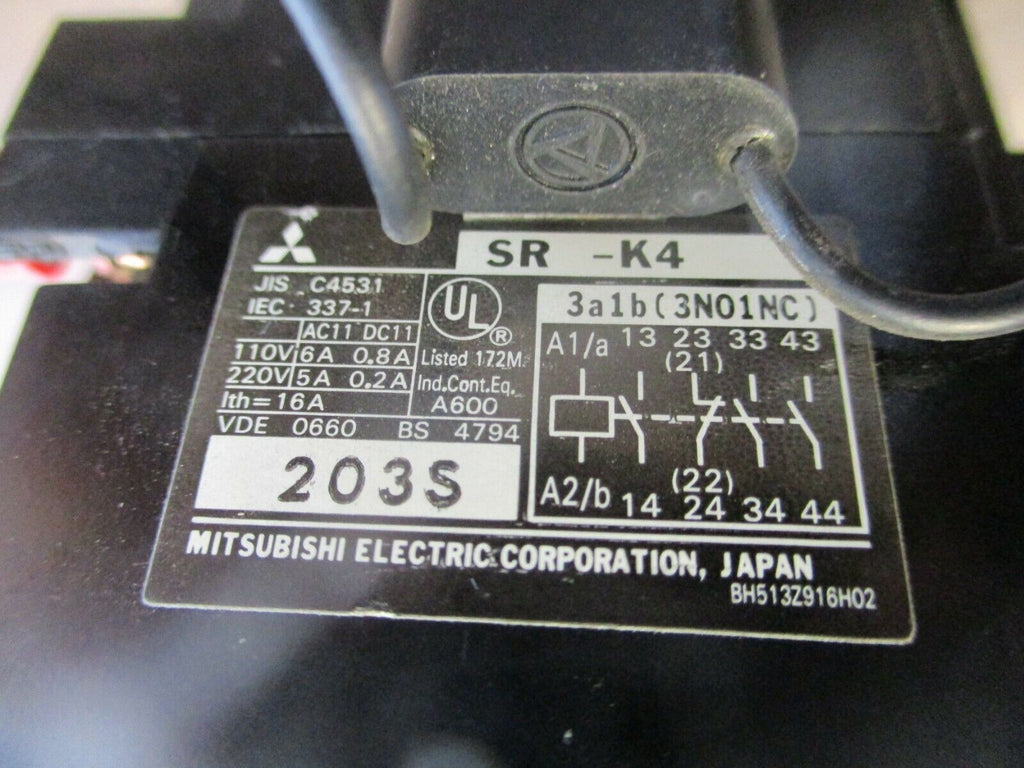 SR -K4
JIS C4531
IEC 337-1
AC11 DC11
110V 6A 0.8A
220V 5A 0.2A
Ith=16A
UL ®
Listed 172M
Ind.Cont.Eq.
A600
VDE 0660 BS 4794
203S
3a1b(3NO1NC)
A1/a 13 23 33 43
(21)
(22)
A2/b 14 24 34 44
MITSUBISHI ELECTRIC CORPORATION, JAPAN
BH513Z916H02